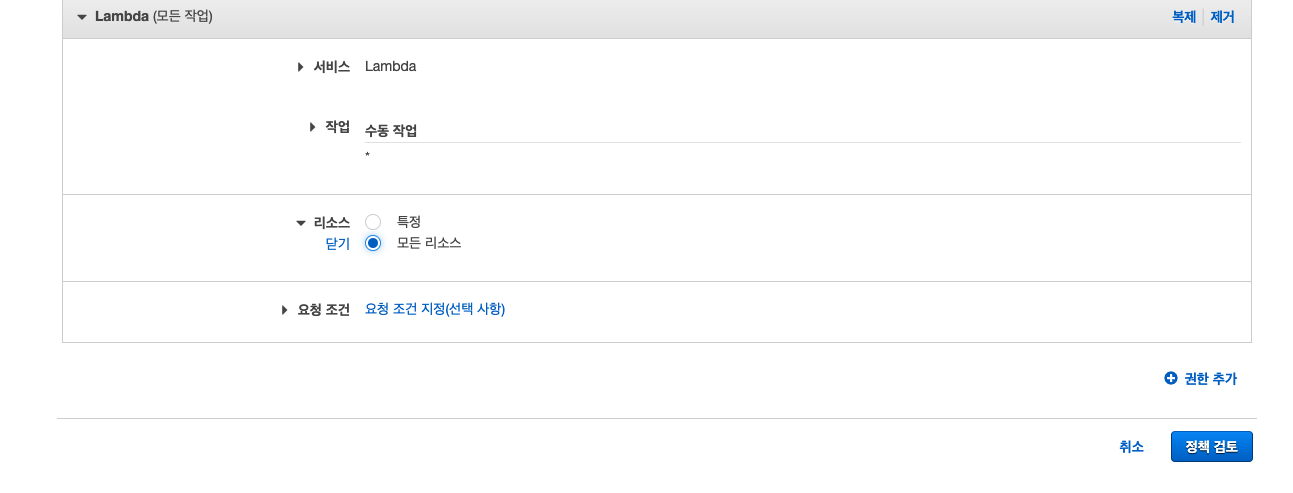 Lambda (모든 작업) 복제 제거
서비스 Lambda
작업 수동 작업
*
리소스 특정
닫기 모든 리소스
요청 조건 요청 조건 지정(선택 사항)
권한 추가
취소 정책 검토